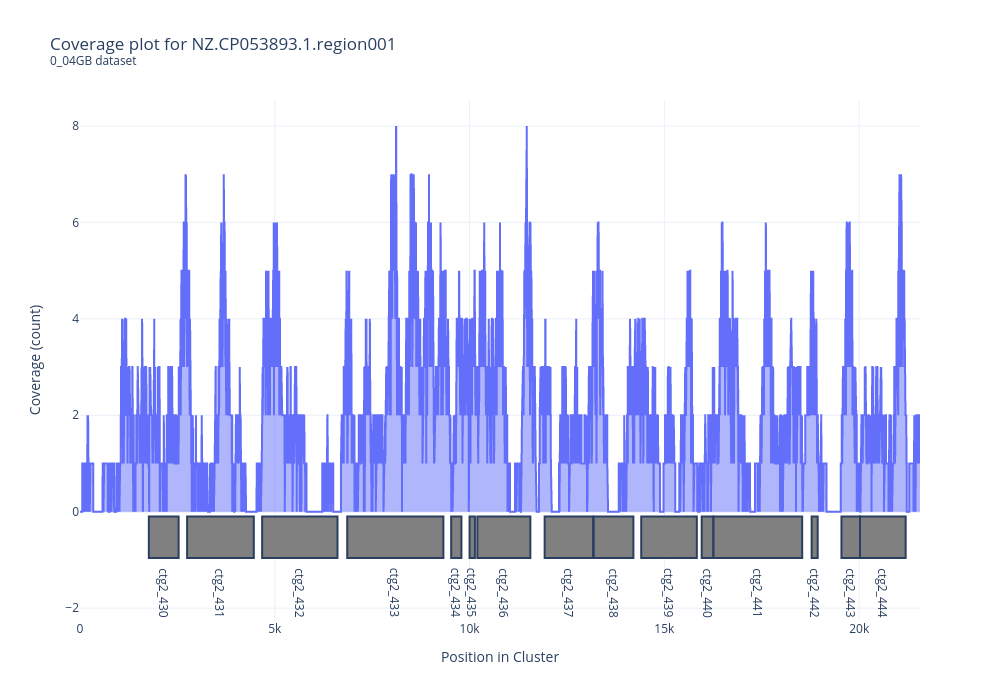 Coverage plot for NZ.CP053893.1.region001
0_04GB dataset
8
6
4
2
0
−2
Coverage (count)
ctg2_430
ctg2_431
ctg2_432
ctg2_433
ctg2_434
ctg2_435
ctg2_436
ctg2_437
ctg2_438
ctg2_439
ctg2_440
ctg2_441
ctg2_442
ctg2_443
ctg2_444
0
5k
10k
15k
20k
Position in Cluster